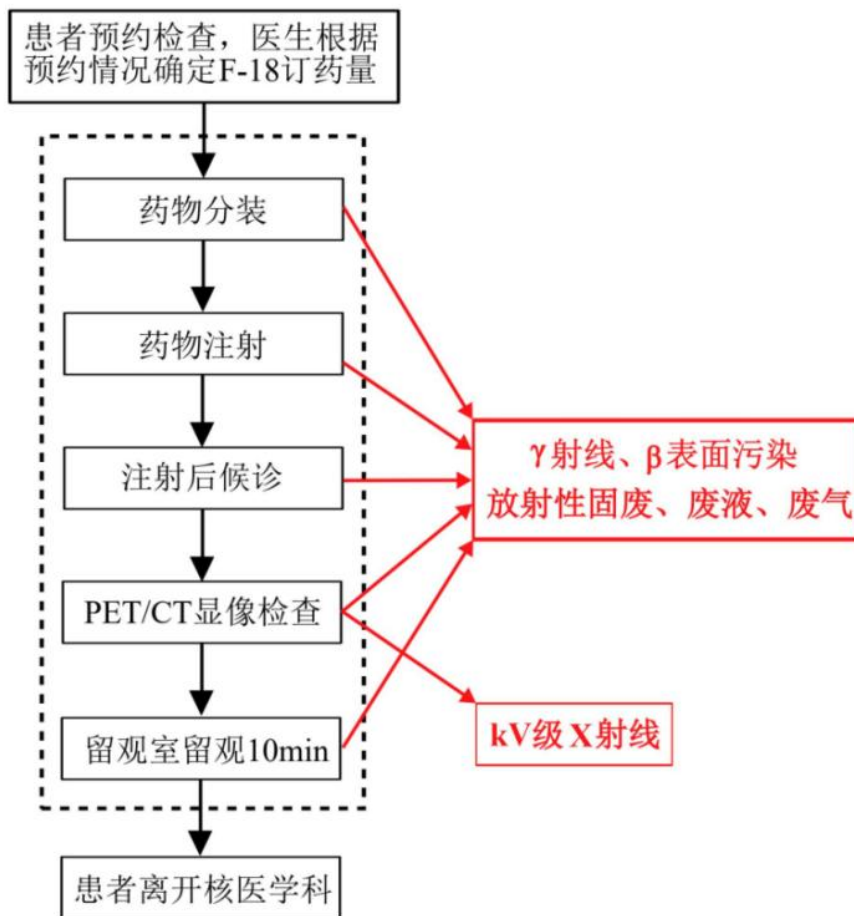 患者预约检查，医生根据
预约情况确定F-18订药量
药物分装
药物注射
注射后候诊
PET/CT显像检查
留观室留观10min
患者离开核医学科
γ射线、β表面污染
放射性固废、废液、废气
kV级X射线